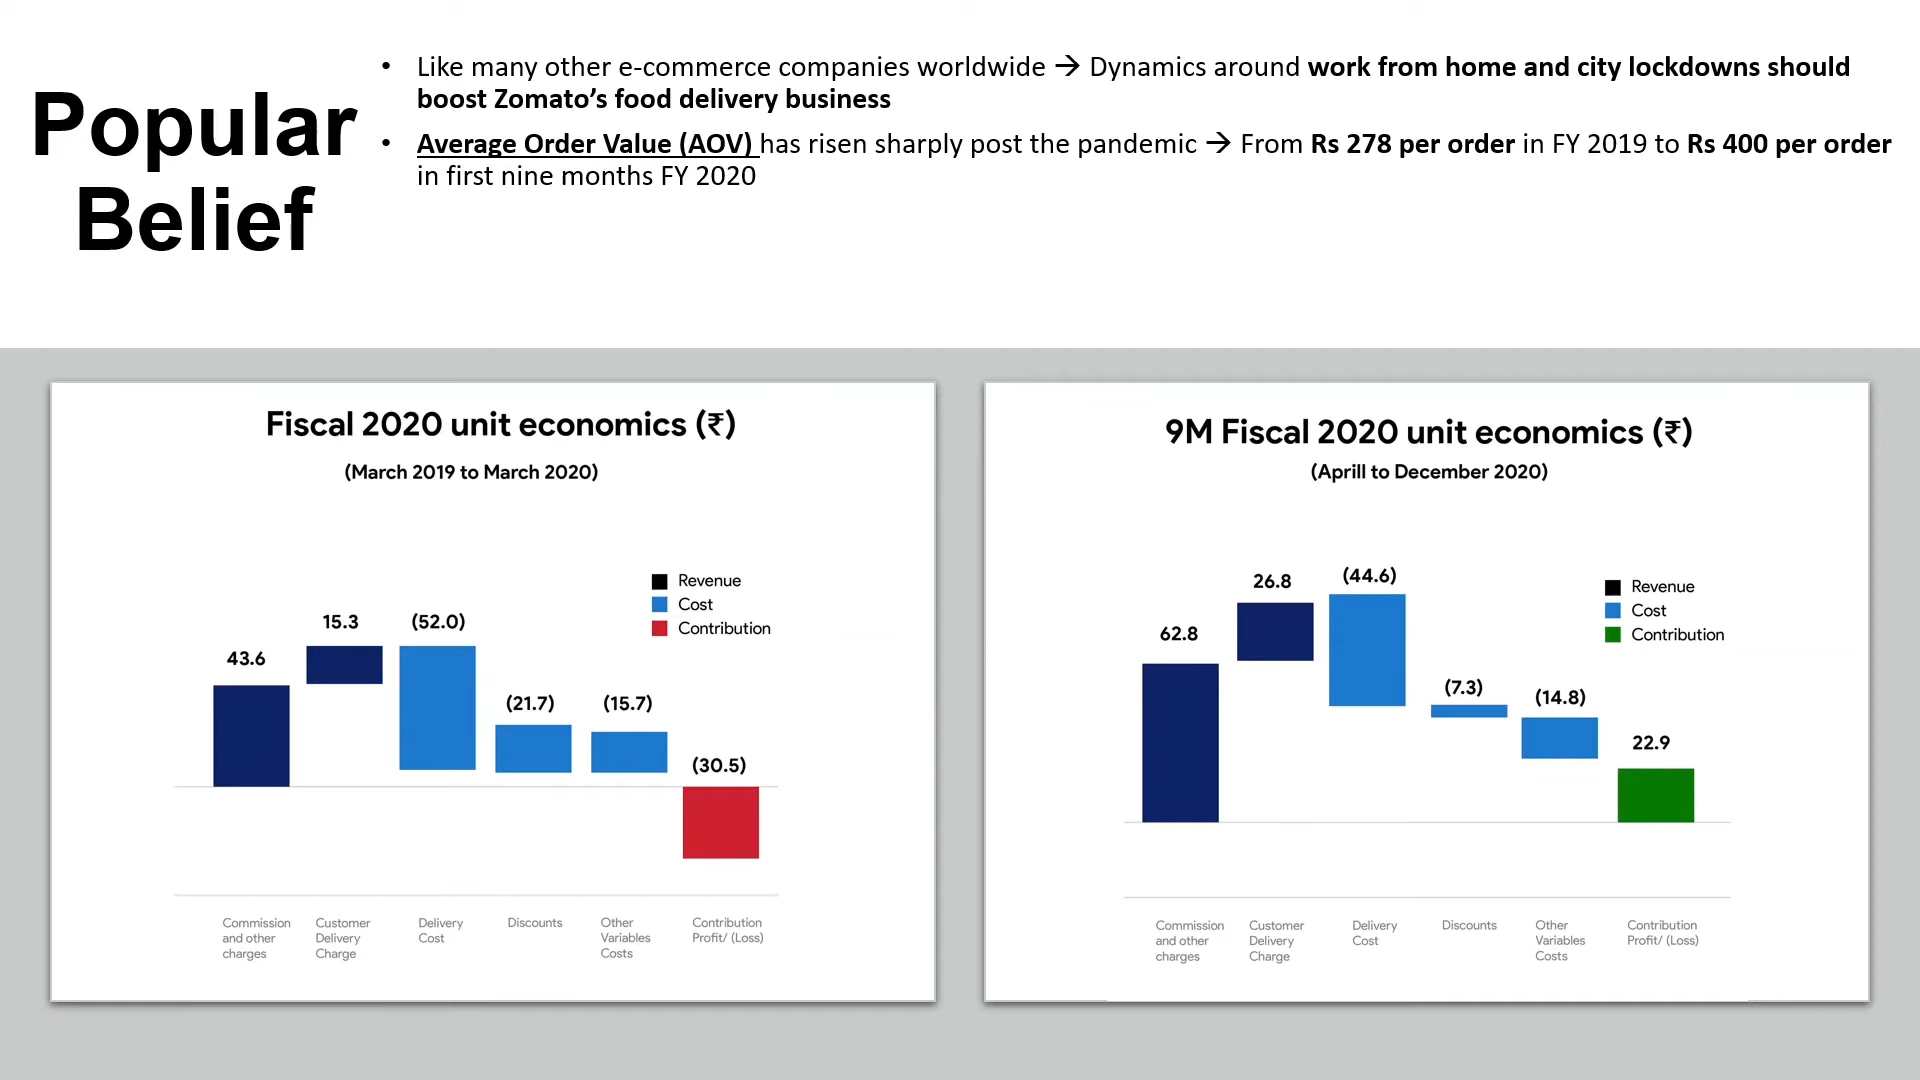 Popular
Belief
• Like many other e-commerce companies worldwide → Dynamics around work from home and city lockdowns should
boost Zomato’s food delivery business
• Average Order Value (AOV) has risen sharply post the pandemic → From Rs 278 per order in FY 2019 to Rs 400 per order
in first nine months FY 2020
Fiscal 2020 unit economics (₹)
(March 2019 to March 2020)
Revenue
Cost
Contribution
43.6
15.3
(52.0)
(21.7)
(15.7)
(30.5)
Commission
and other
charges
Customer
Delivery
Charge
Delivery
Cost
Discounts
Other
Variables
Costs
Contribution
Profit/ (Loss)
9M Fiscal 2020 unit economics (₹)
(Aprill to December 2020)
Revenue
Cost
Contribution
62.8
26.8
(44.6)
(7.3)
(14.8)
22.9
Commission
and other
charges
Customer
Delivery
Charge
Delivery
Cost
Discounts
Other
Variables
Costs
Contribution
Profit/ (Loss)